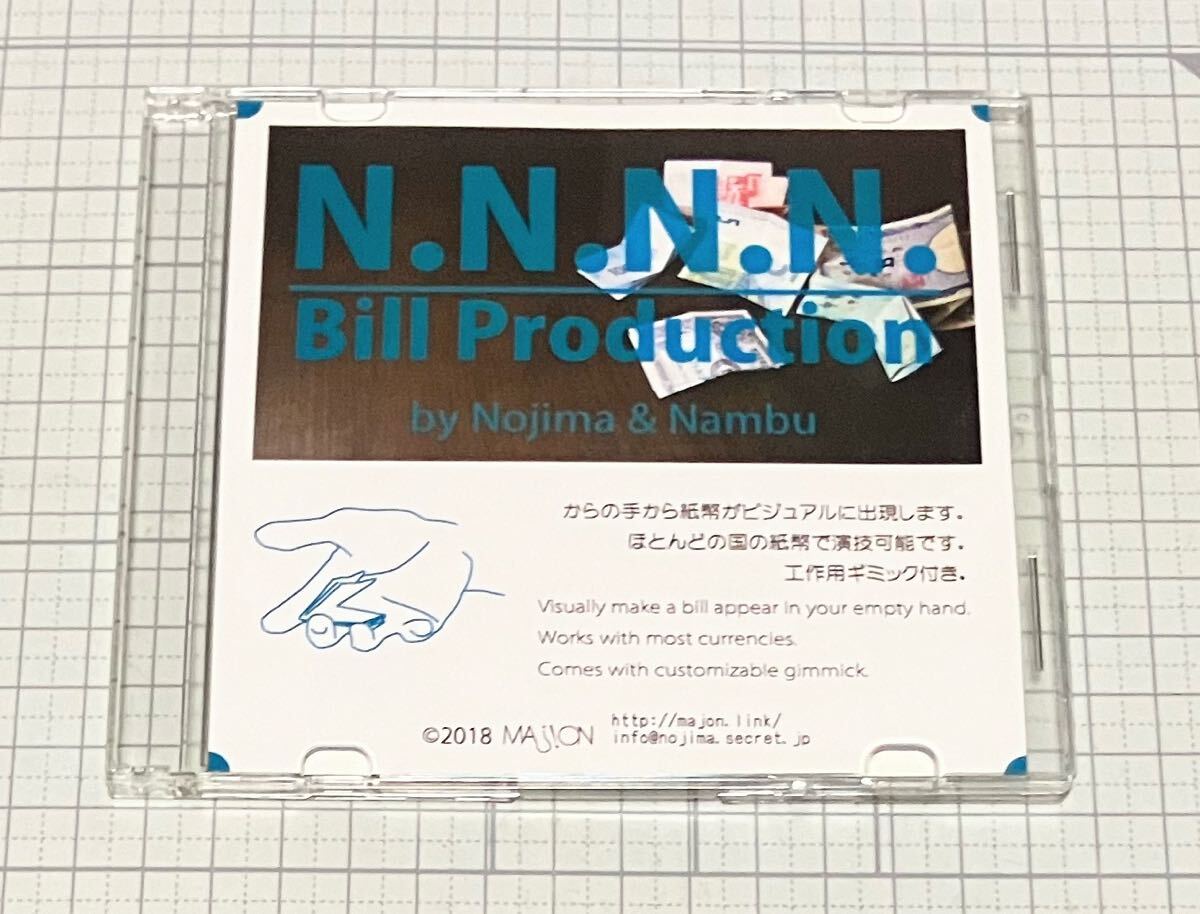 N.N.N.N.
Bill Production
by Nojima & Nambu
からの手から紙幣がビジュアルに出現します.
ほとんどの国の紙幣で演技可能です.
工作用ギミック付き.
Visually make a bill appear in your empty hand.
Works with most currencies.
Comes with customizable gimmick.
©2018 MAJION
http://majon.link/
info@nojima.secret.jp